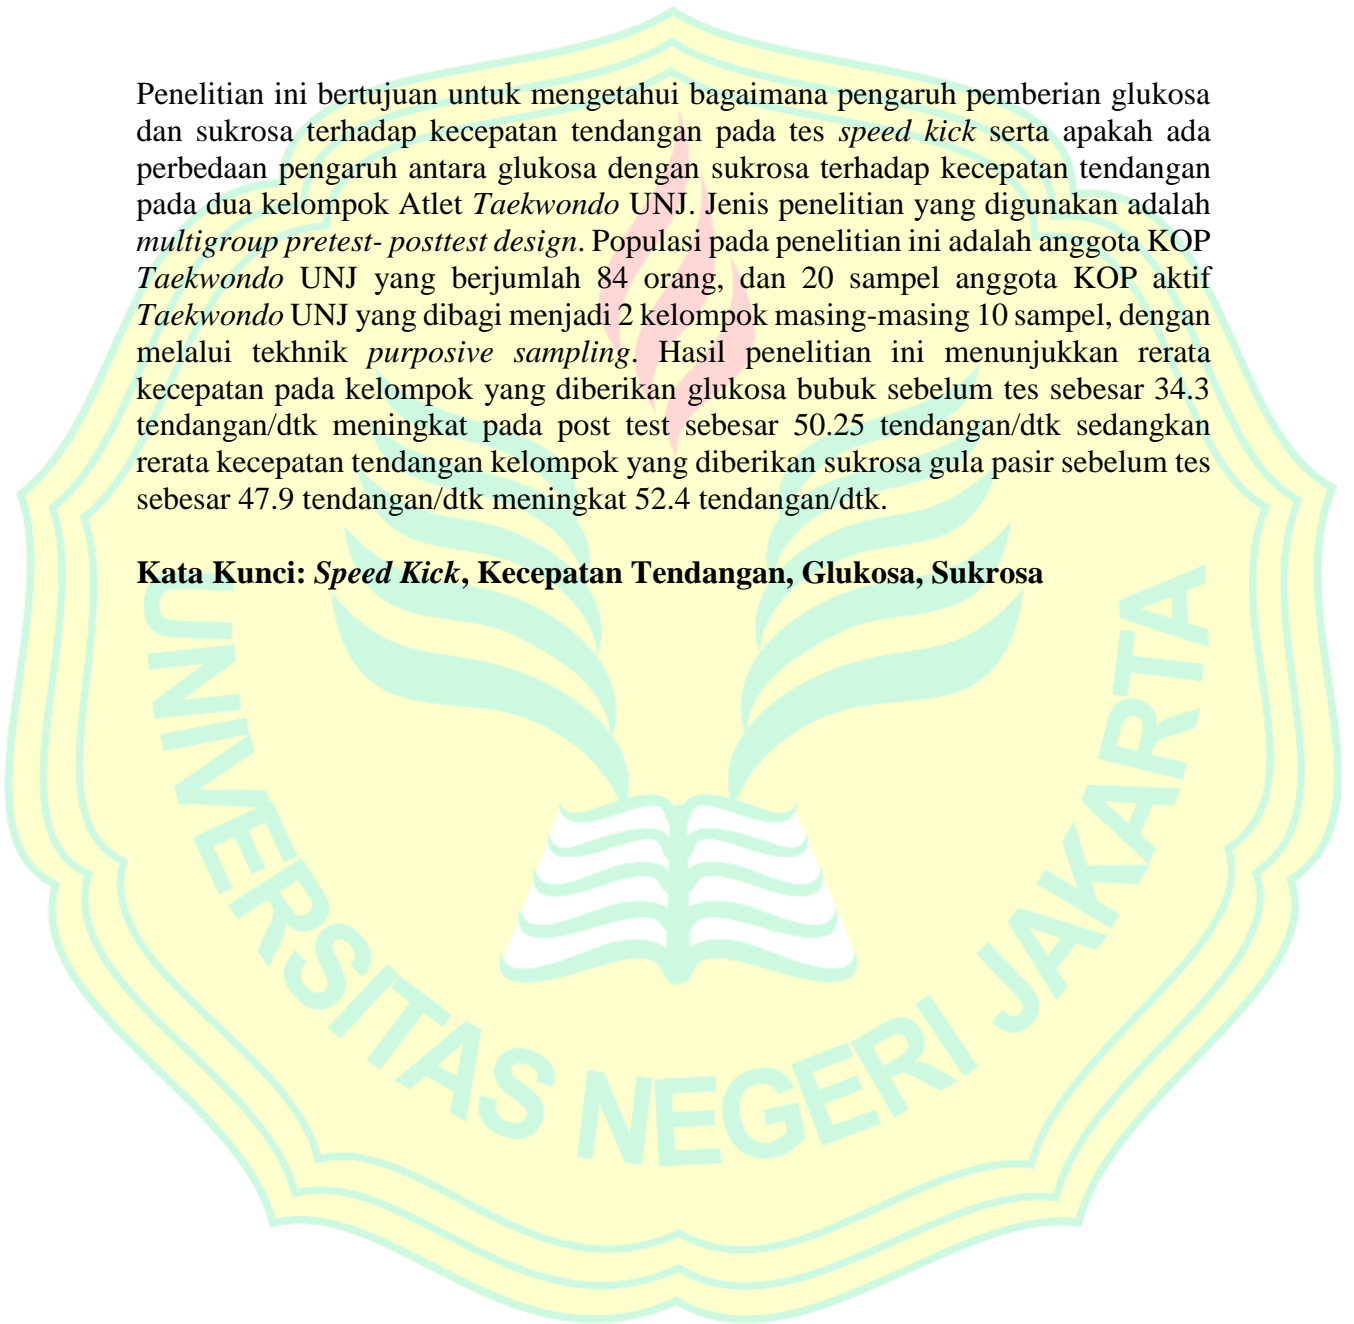 Penelitian ini bertujuan untuk mengetahui bagaimana pengaruh pemberian glukosa
dan sukrosa terhadap kecepatan tendangan pada tes speed kick serta apakah ada
perbedaan pengaruh antara glukosa dengan sukrosa terhadap kecepatan tendangan
pada dua kelompok Atlet Taekwondo UNJ. Jenis penelitian yang digunakan adalah
multigroup pretest- posttest design. Populasi pada penelitian ini adalah anggota KOP
Taekwondo UNJ yang berjumlah 84 orang, dan 20 sampel anggota KOP aktif
Taekwondo UNJ yang dibagi menjadi 2 kelompok masing-masing 10 sampel, dengan
melalui tekhnik purposive sampling. Hasil penelitian ini menunjukkan rerata
kecepatan pada kelompok yang diberikan glukosa bubuk sebelum tes sebesar 34.3
tendangan/dtk meningkat pada post test sebesar 50.25 tendangan/dtk sedangkan
rerata kecepatan tendangan kelompok yang diberikan sukrosa gula pasir sebelum tes
sebesar 47.9 tendangan/dtk meningkat 52.4 tendangan/dtk.
Kata Kunci: Speed Kick, Kecepatan Tendangan, Glukosa, Sukrosa
UNIVERSITAS NEGERI JAKARTA